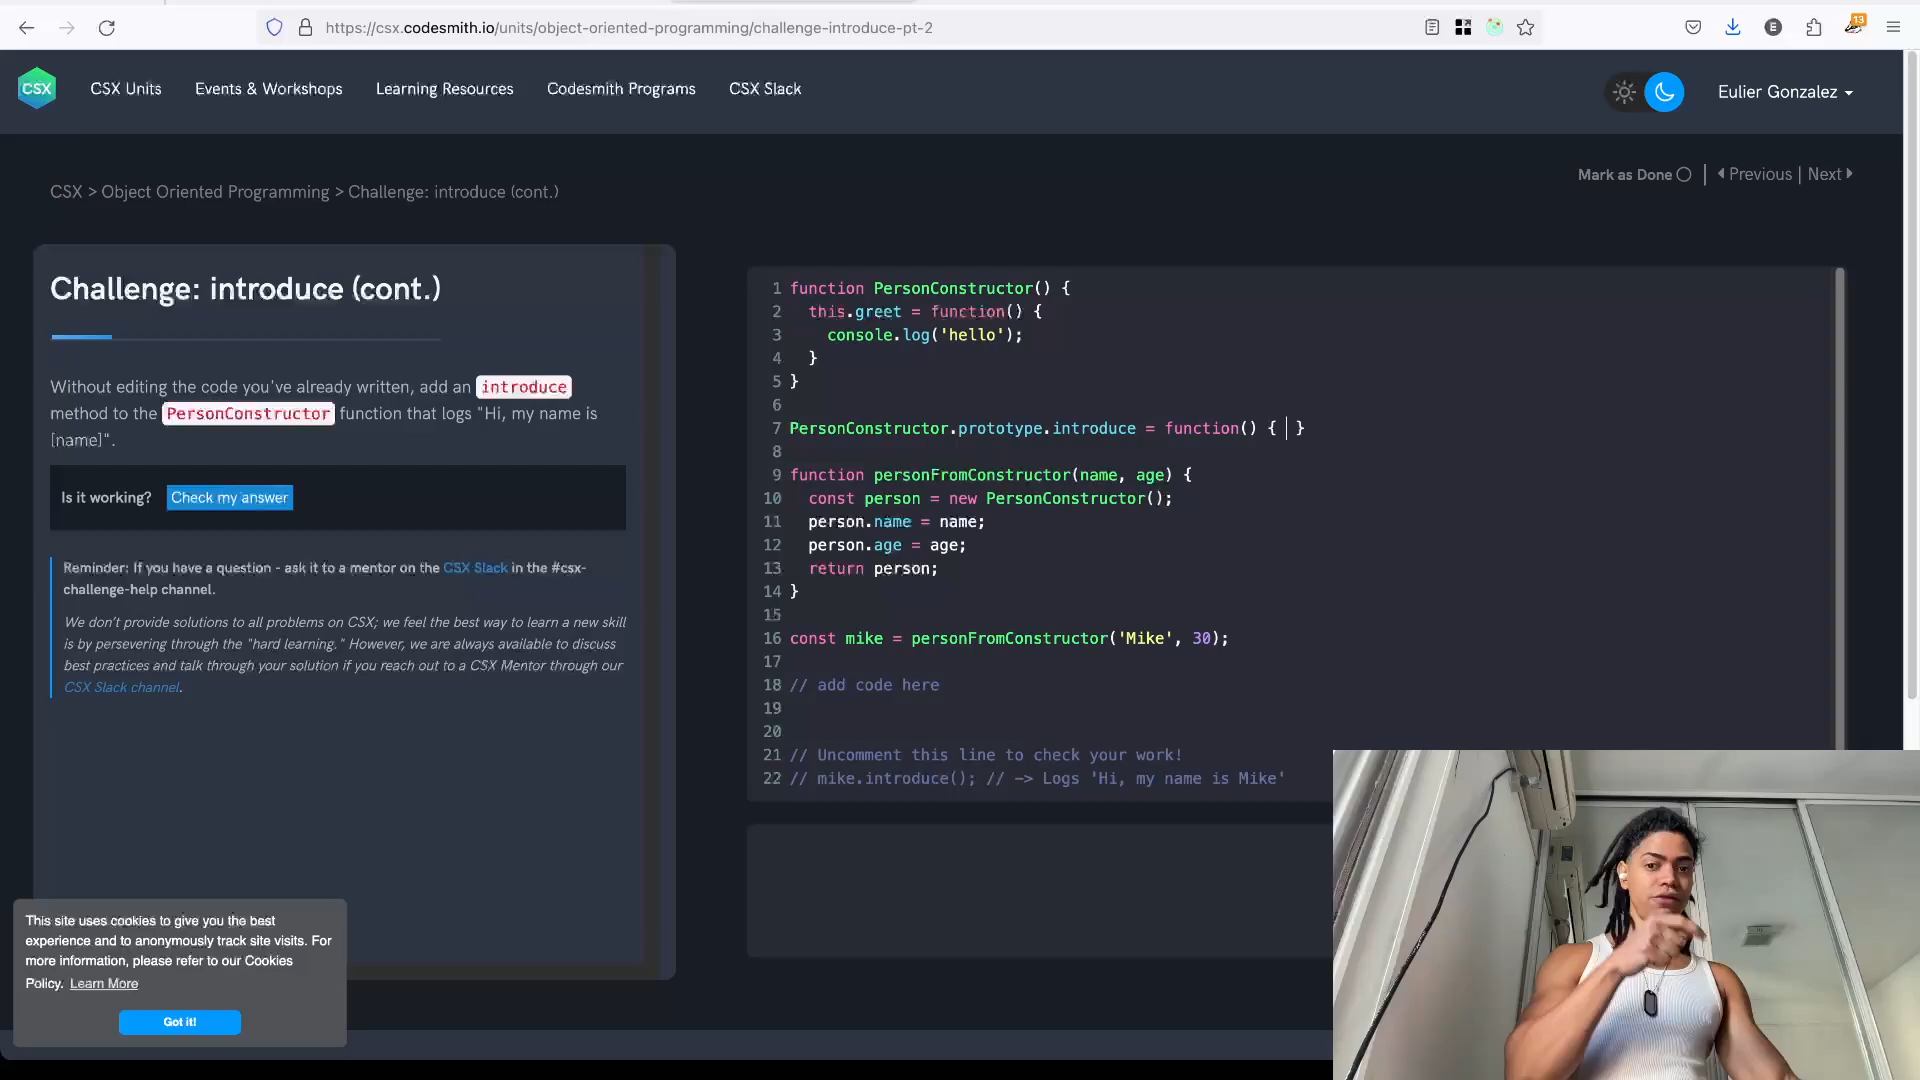 https://csx.codesmith.io/units/object-oriented-programming/challenge-introduce-pt-2
13
E
CSX
CSX Units
Events & Workshops
Learning Resources
Codesmith Programs
CSX Slack
Eulier Gonzalez
CSX > Object Oriented Programming > Challenge: introduce (cont.)
Mark as Done
Previous | Next
Challenge: introduce (cont.)
Without editing the code you've already written, add an introduce
method to the PersonConstructor function that logs "Hi, my name is
[name]".
Is it working? Check my answer
Reminder: If you have a question - ask it to a mentor on the CSX Slack in the #csx-
challenge-help channel.
We don't provide solutions to all problems on CSX; we feel the best way to learn a new skill
is by persevering through the "hard learning." However, we are always available to discuss
best practices and talk through your solution if you reach out to a CSX Mentor through our
CSX Slack channel.
1 function PersonConstructor() {
2 this.greet = function() {
3 console.log('hello');
4 }
5 }
6
7 PersonConstructor.prototype.introduce = function() { }
8
9 function personFromConstructor(name, age) {
10 const person = new PersonConstructor();
11 person.name = name;
12 person.age = age;
13 return person;
14 }
15
16 const mike = personFromConstructor('Mike', 30);
17
18 // add code here
19
20
21 // Uncomment this line to check your work!
22 // mike.introduce(); // -> Logs 'Hi, my name is Mike'
This site uses cookies to give you the best
experience and to anonymously track site visits. For
more information, please refer to our Cookies
Policy. Learn More
Got it!